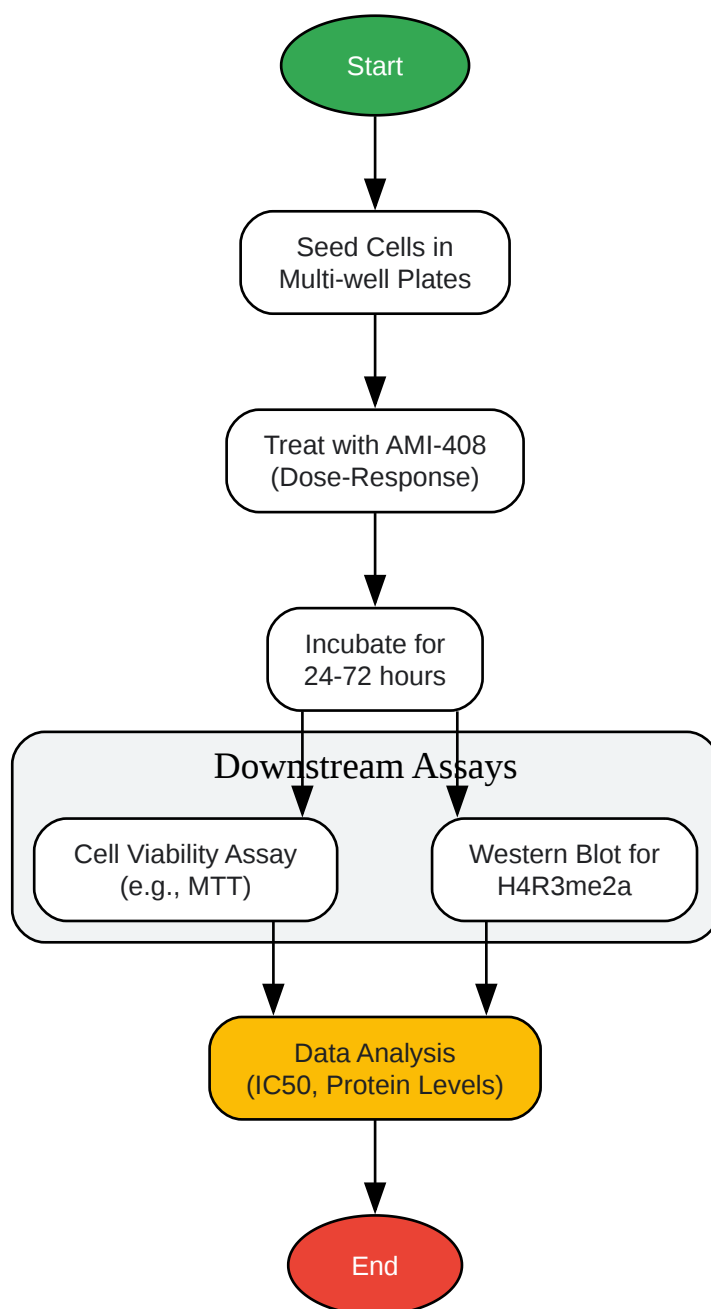 Start
Seed Cells in
Multi-well Plates
Treat with AMI-408
(Dose-Response)
Incubate for
24-72 hours
Downstream Assays
Cell Viability Assay
(e.g., MTT)
Western Blot for
H4R3me2a
Data Analysis
(IC50, Protein Levels)
End